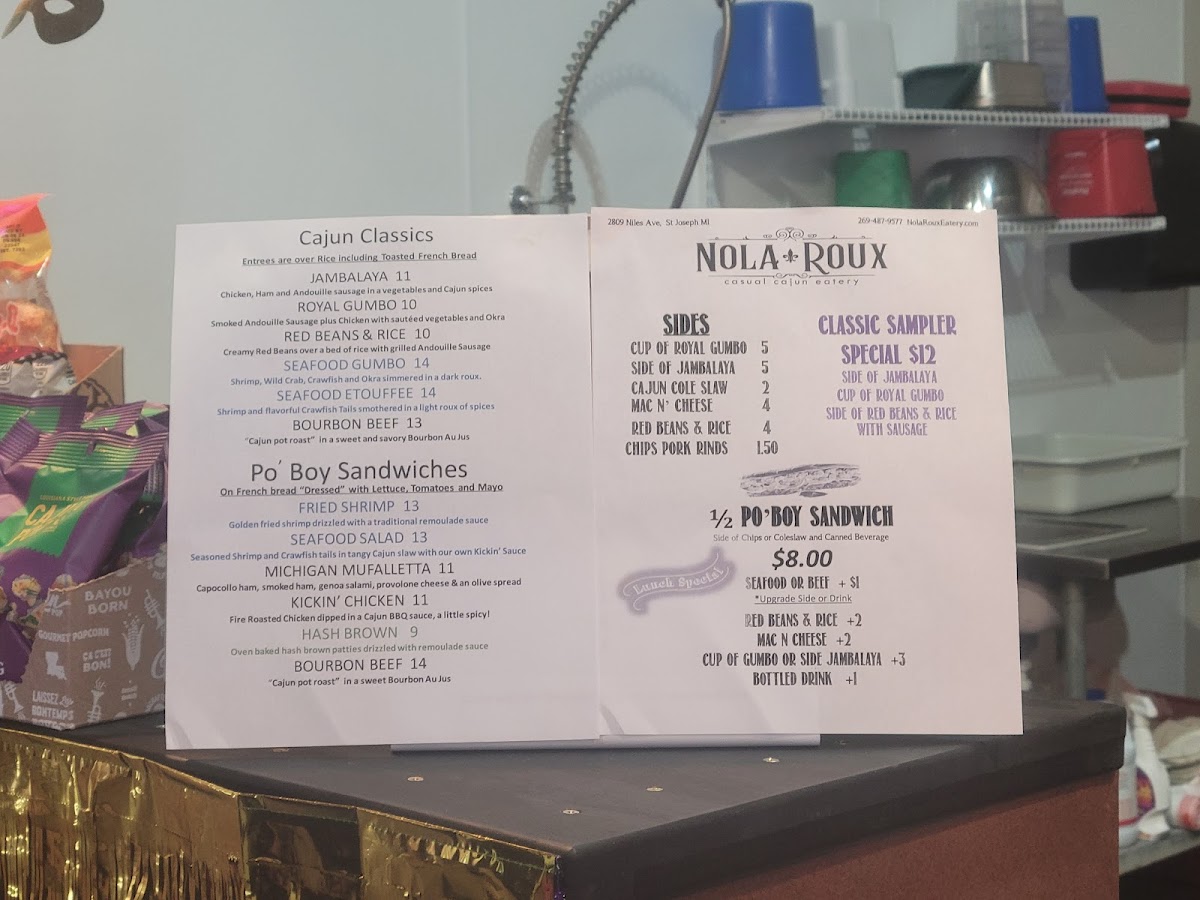 Cajun Classics
Entrees are over Rice including Toasted French Bread
JAMBALAYA 11
Chicken, Ham and Andouille sausage in a vegetables and Cajun spices
ROYAL GUMBO 10
Smoked Andouille Sausage plus Chicken with sautéed vegetables and Okra
RED BEANS & RICE 10
Creamy Red Beans over a bed of rice with grilled Andouille Sausage
SEAFOOD GUMBO 14
Shrimp, Wild Crab, Crawfish and Okra simmered in a dark roux.
SEAFOOD ETOUFFEE 14
Shrimp and flavorful Crawfish Tails smothered in a light roux of spices
BOURBON BEEF 13
"Cajun pot roast" in a sweet and savory Bourbon Au Jus
Po' Boy Sandwiches
On French bread "Dressed" with Lettuce, Tomatoes and Mayo
FRIED SHRIMP 13
Golden fried shrimp drizzled with a traditional remoulade sauce
SEAFOOD SALAD 13
Seasoned Shrimp and Crawfish tails in tangy Cajun slaw with our own Kickin' Sauce
MICHIGAN MUFALLETTA 11
Capocollo ham, smoked ham, genoa salami, provolone cheese & an olive spread
KICKIN' CHICKEN 11
Fire Roasted Chicken dipped in a Cajun BBQ sauce, a little spicy!
HASH BROWN 9
Oven baked hash brown patties drizzled with remoulade sauce
BOURBON BEEF 14
"Cajun pot roast" in a sweet Bourbon Au Jus
2809 Niles Ave, St Joseph MI 269-487-9577 NolaRouxEatery.com
NOLA ROUX
casual cajun eatery
SIDES
CUP OF ROYAL GUMBO 5
SIDE OF JAMBALAYA 5
CAJUN COLE SLAW 2
MAC N' CHEESE 4
RED BEANS & RICE 4
CHIPS PORK RINDS 1.50
CLASSIC SAMPLER
SPECIAL $12
SIDE OF JAMBALAYA
CUP OF ROYAL GUMBO
SIDE OF RED BEANS & RICE
WITH SAUSAGE
½ PO'BOY SANDWICH
Side of Chips or Coleslaw and Canned Beverage
$8.00
Lunch Special
SEAFOOD OR BEEF + $1
*Upgrade Side or Drink
RED BEANS & RICE +2
MAC N CHEESE +2
CUP OF GUMBO OR SIDE JAMBALAYA +3
BOTTLED DRINK +1
BAYOU
BORN
GOURMET POPCORN
ÇA C'EST
BON!
LAISSEZ
BONTEMPS